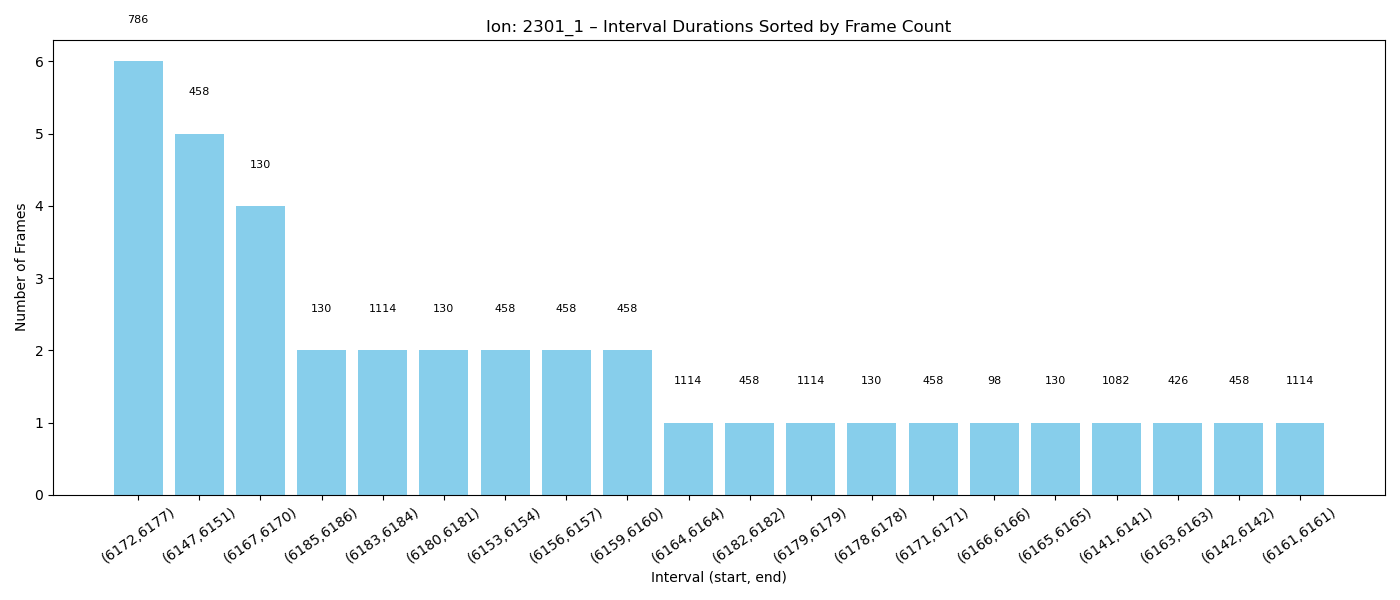 786
Ion: 2301_1 – Interval Durations Sorted by Frame Count
6
458
5
130
4
3
130 1114 130 458 458 458
2
1114 458 1114 130 458 98 130 1082 426 458 1114
1
0
Number of Frames
(6172,6177) (6147,6151) (6167,6170) (6185,6186) (6183,6184) (6180,6181) (6153,6154) (6156,6157) (6159,6160) (6164,6164) (6182,6182) (6179,6179) (6178,6178) (6171,6171) (6166,6166) (6165,6165) (6141,6141) (6163,6163) (6142,6142) (6161,6161)
Interval (start, end)